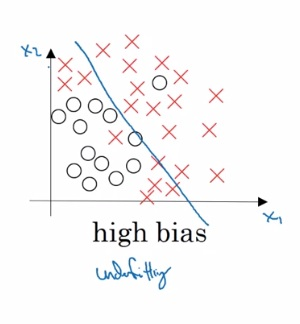 x₂
x₁
high bias
underfitting